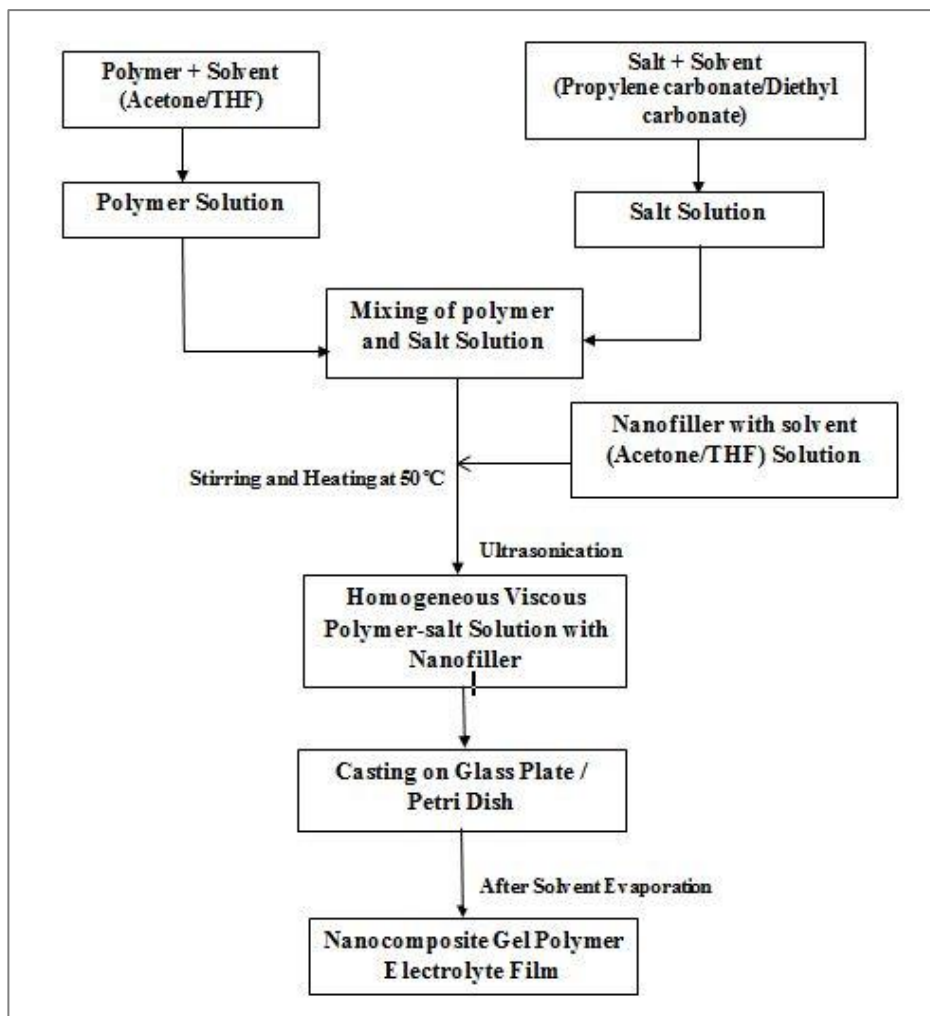 Polymer + Solvent
(Acetone/THF)
Salt + Solvent
(Propylene carbonate/Diethyl
carbonate)
Polymer Solution
Salt Solution
Mixing of polymer
and Salt Solution
Nanofiller with solvent
(Acetone/THF) Solution
Stirring and Heating at 50 °C
Ultrasonication
Homogeneous Viscous
Polymer-salt Solution with
Nanofiller
Casting on Glass Plate /
Petri Dish
After Solvent Evaporation
Nanocomposite Gel Polymer
Electrolyte Film